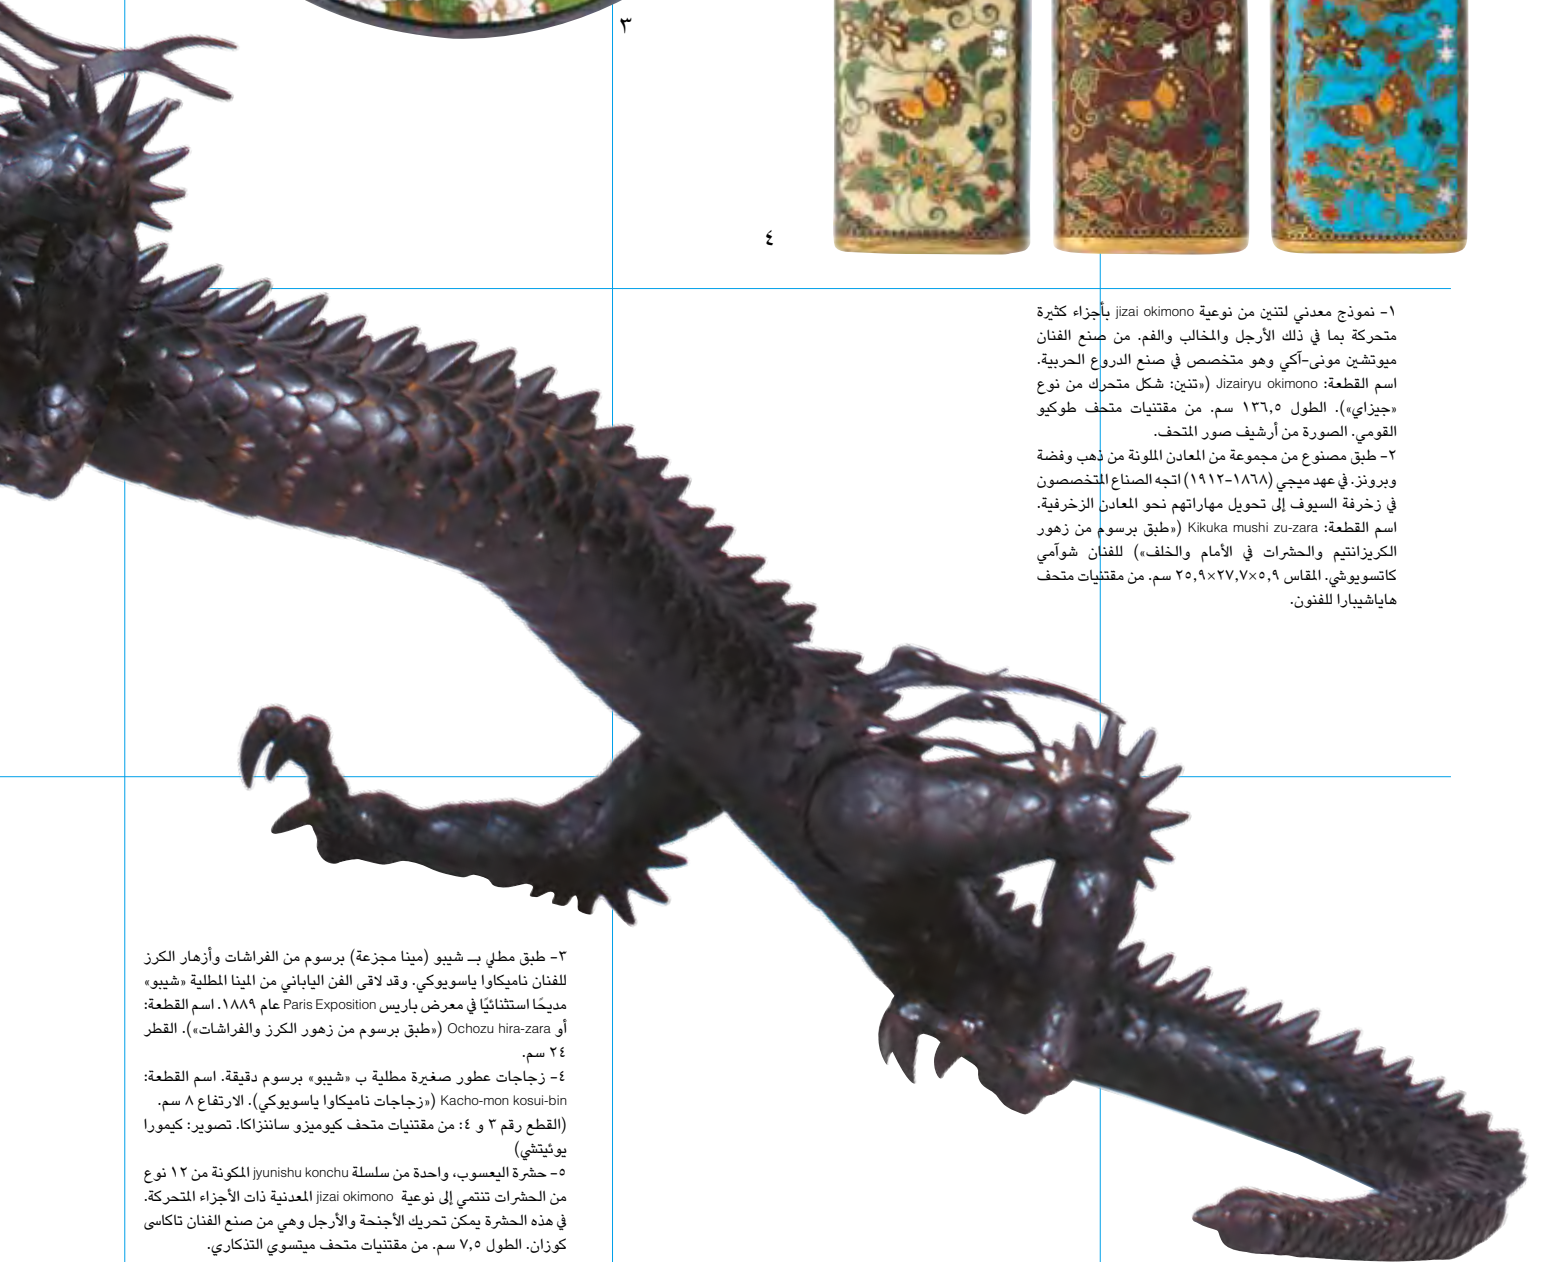 ٣
٤
١- نموذج معدني لتنين من نوعية jizai okimono بأجزاء كثيرة
متحركة بما في ذلك الأرجل والمخالب والفم. من صنع الفنان
ميوتشين مونى-آكي وهو متخصص في صنع الدروع الحربية.
اسم القطعة: Jizairyu okimono («تنين: شكل متحرك من نوع
«جيزاي»). الطول ١٣٦,٥ سم. من مقتنيات متحف طوكيو
القومي. الصورة من أرشيف صور المتحف.
٢- طبق مصنوع من مجموعة من المعادن الملونة من ذهب وفضة
وبرونز. في عهد ميجي (١٨٦٨-١٩١٢) اتجه الصناع المتخصصون
في زخرفة السيوف إلى تحويل مهاراتهم نحو المعادن الزخرفية.
اسم القطعة: Kikuka mushi zu-zara («طبق برسوم من زهور
الكريزانتيم والحشرات في الأمام والخلف») للفنان شوآمي
كاتسويوشي. المقاس ٥,٩×٢٧,٧×٢٥,٩ سم. من مقتنيات متحف
هاياشيبارا للفنون.
٣- طبق مطلي بـ شيبو (مينا مجزعة) برسوم من الفراشات وأزهار الكرز
للفنان ناميكاوا ياسويوكي. وقد لاقى الفن الياباني من المينا المطلية «شيبو»
مديحًا استثنائيًا في معرض باريس Paris Exposition عام ١٨٨٩. اسم القطعة:
أو Ochozu hira-zara («طبق برسوم من زهور الكرز والفراشات»). القطر
٢٤ سم.
٤- زجاجات عطور صغيرة مطلية ب «شيبو» برسوم دقيقة. اسم القطعة:
Kacho-mon kosui-bin («زجاجات ناميكاوا ياسويوكي). الارتفاع ٨ سم.
(القطع رقم ٣ و ٤: من مقتنيات متحف كيوميزو سانزاكا. تصوير: كيمورا
يوئيتشي)
٥- حشرة اليعسوب، واحدة من سلسلة jyunishu konchu المكونة من ١٢ نوع
من الحشرات تنتمي إلى نوعية jizai okimono المعدنية ذات الأجزاء المتحركة.
في هذه الحشرة يمكن تحريك الأجنحة والأرجل وهي من صنع الفنان تاكاسى
كوزان. الطول ٧,٥ سم. من مقتنيات متحف ميتسوي التذكاري.